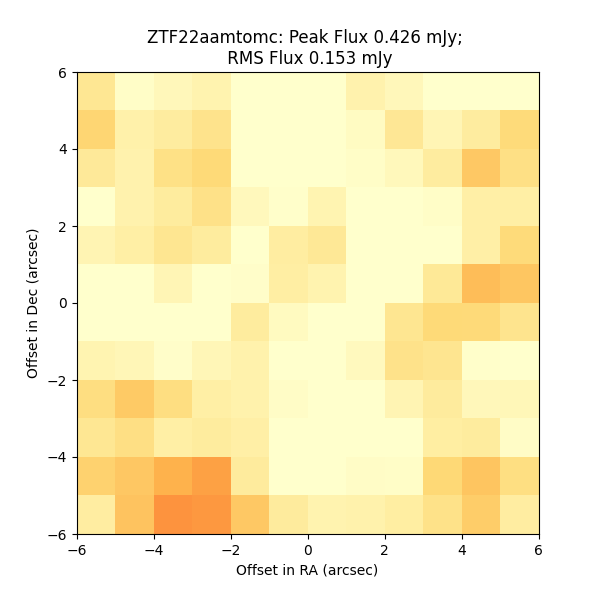 ZTF22aamtomc: Peak Flux 0.426 mJy;
RMS Flux 0.153 mJy
6
4
2
0
−2
−4
−6
Offset in Dec (arcsec)
−6 −4 −2 0 2 4 6
Offset in RA (arcsec)